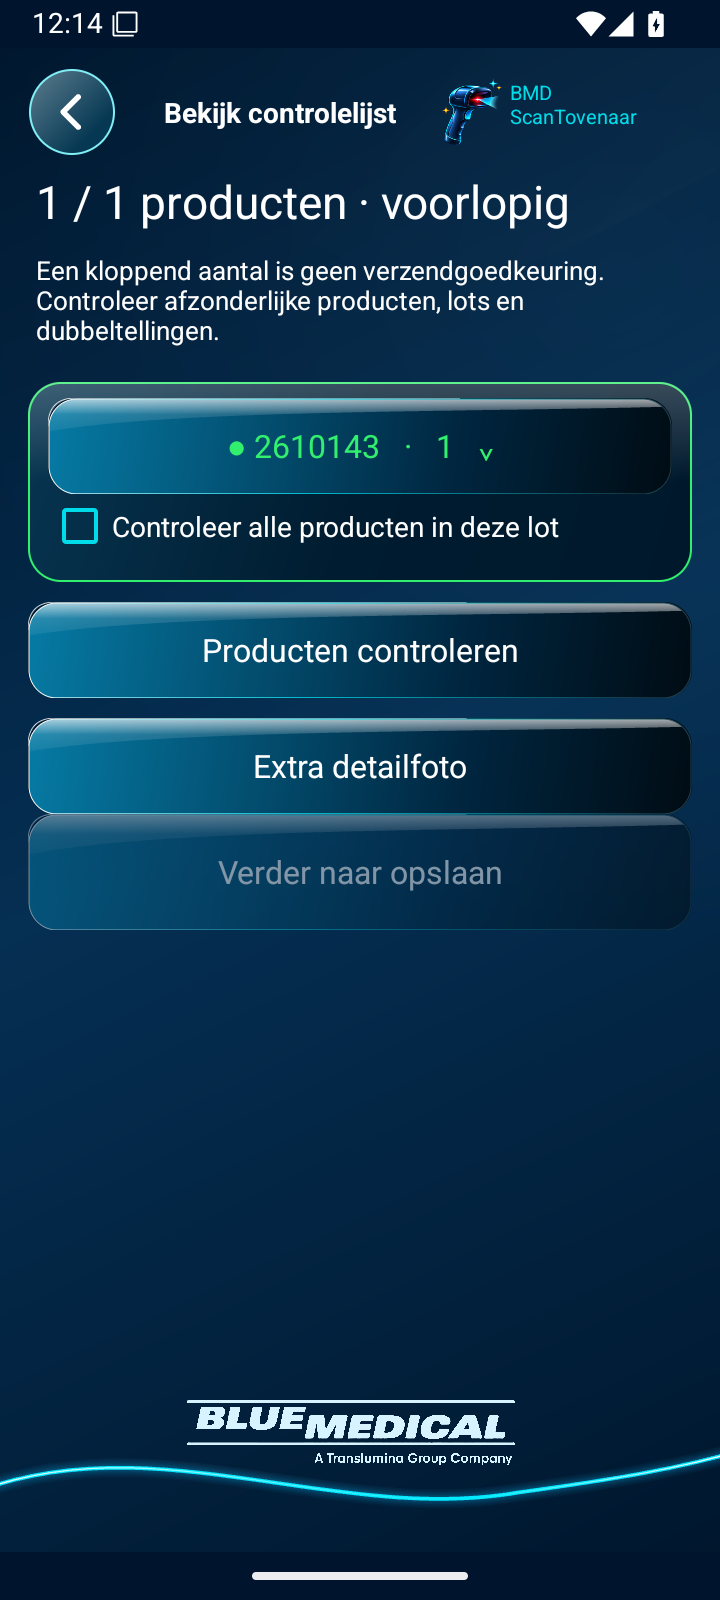 12:14
Bekijk controlelijst
BMD
ScanTovenaar
1 / 1 producten · voorlopig
Een kloppend aantal is geen verzendgoedkeuring.
Controleer afzonderlijke producten, lots en
dubbeltellingen.
2610143 · 1
Controleer alle producten in deze lot
Producten controleren
Extra detailfoto
Verder naar opslaan
BLUEMEDICAL
A Translumina Group Company